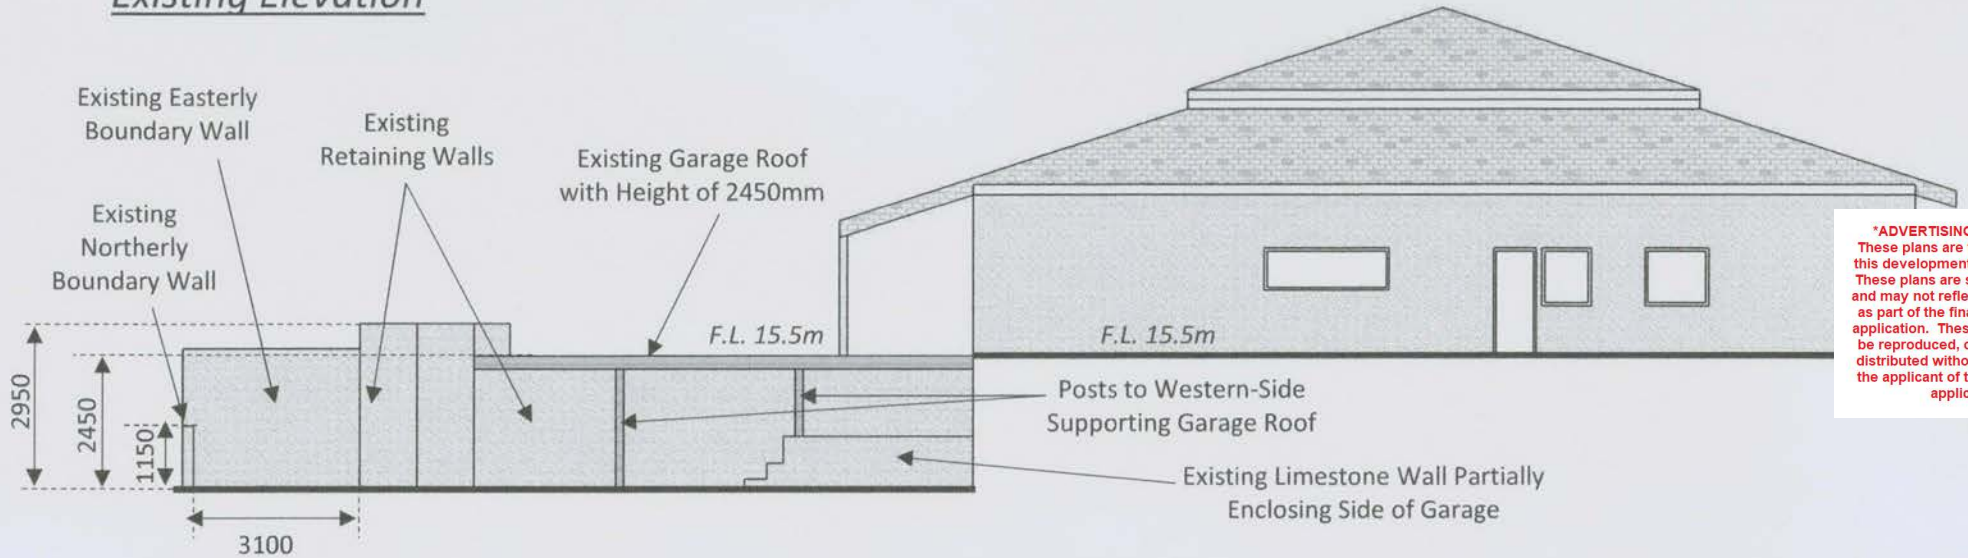 Existing Elevation
Existing Easterly
Boundary Wall
Existing
Retaining Walls
Existing Garage Roof
with Height of 2450mm
Existing
Northerly
Boundary Wall
F.L. 15.5m
F.L. 15.5m
2950
2450
1150
3100
Posts to Western-Side
Supporting Garage Roof
Existing Limestone Wall Partially
Enclosing Side of Garage
*ADVERTISING
These plans are
this development
These plans are s
and may not refle
as part of the fina
application. Thes
be reproduced, c
distributed witho
the applicant of t
applic